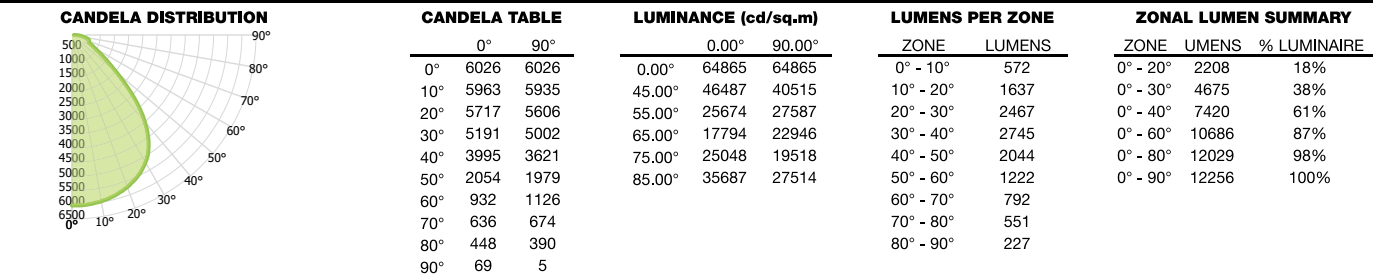 CANDELA DISTRIBUTION
500
1000
1500
2000
2500
3000
3500
4000
4500
5000
5500
6000
6500
0°
10°
20°
30°
40°
50°
60°
70°
80°
90°
CANDELA TABLE
0° 90°
0° 6026 6026
10° 5963 5935
20° 5717 5606
30° 5191 5002
40° 3995 3621
50° 2054 1979
60° 932 1126
70° 636 674
80° 448 390
90° 69 5
LUMINANCE (cd/sq.m)
0.00° 90.00°
0.00° 64865 64865
45.00° 46487 40515
55.00° 25674 27587
65.00° 17794 22946
75.00° 25048 19518
85.00° 35687 27514
LUMENS PER ZONE
ZONE LUMENS
0° - 10° 572
10° - 20° 1637
20° - 30° 2467
30° - 40° 2745
40° - 50° 2044
50° - 60° 1222
60° - 70° 792
70° - 80° 551
80° - 90° 227
ZONAL LUMEN SUMMARY
ZONE UMENS % LUMINAIRE
0° - 20° 2208 18%
0° - 30° 4675 38%
0° - 40° 7420 61%
0° - 60° 10686 87%
0° - 80° 12029 98%
0° - 90° 12256 100%